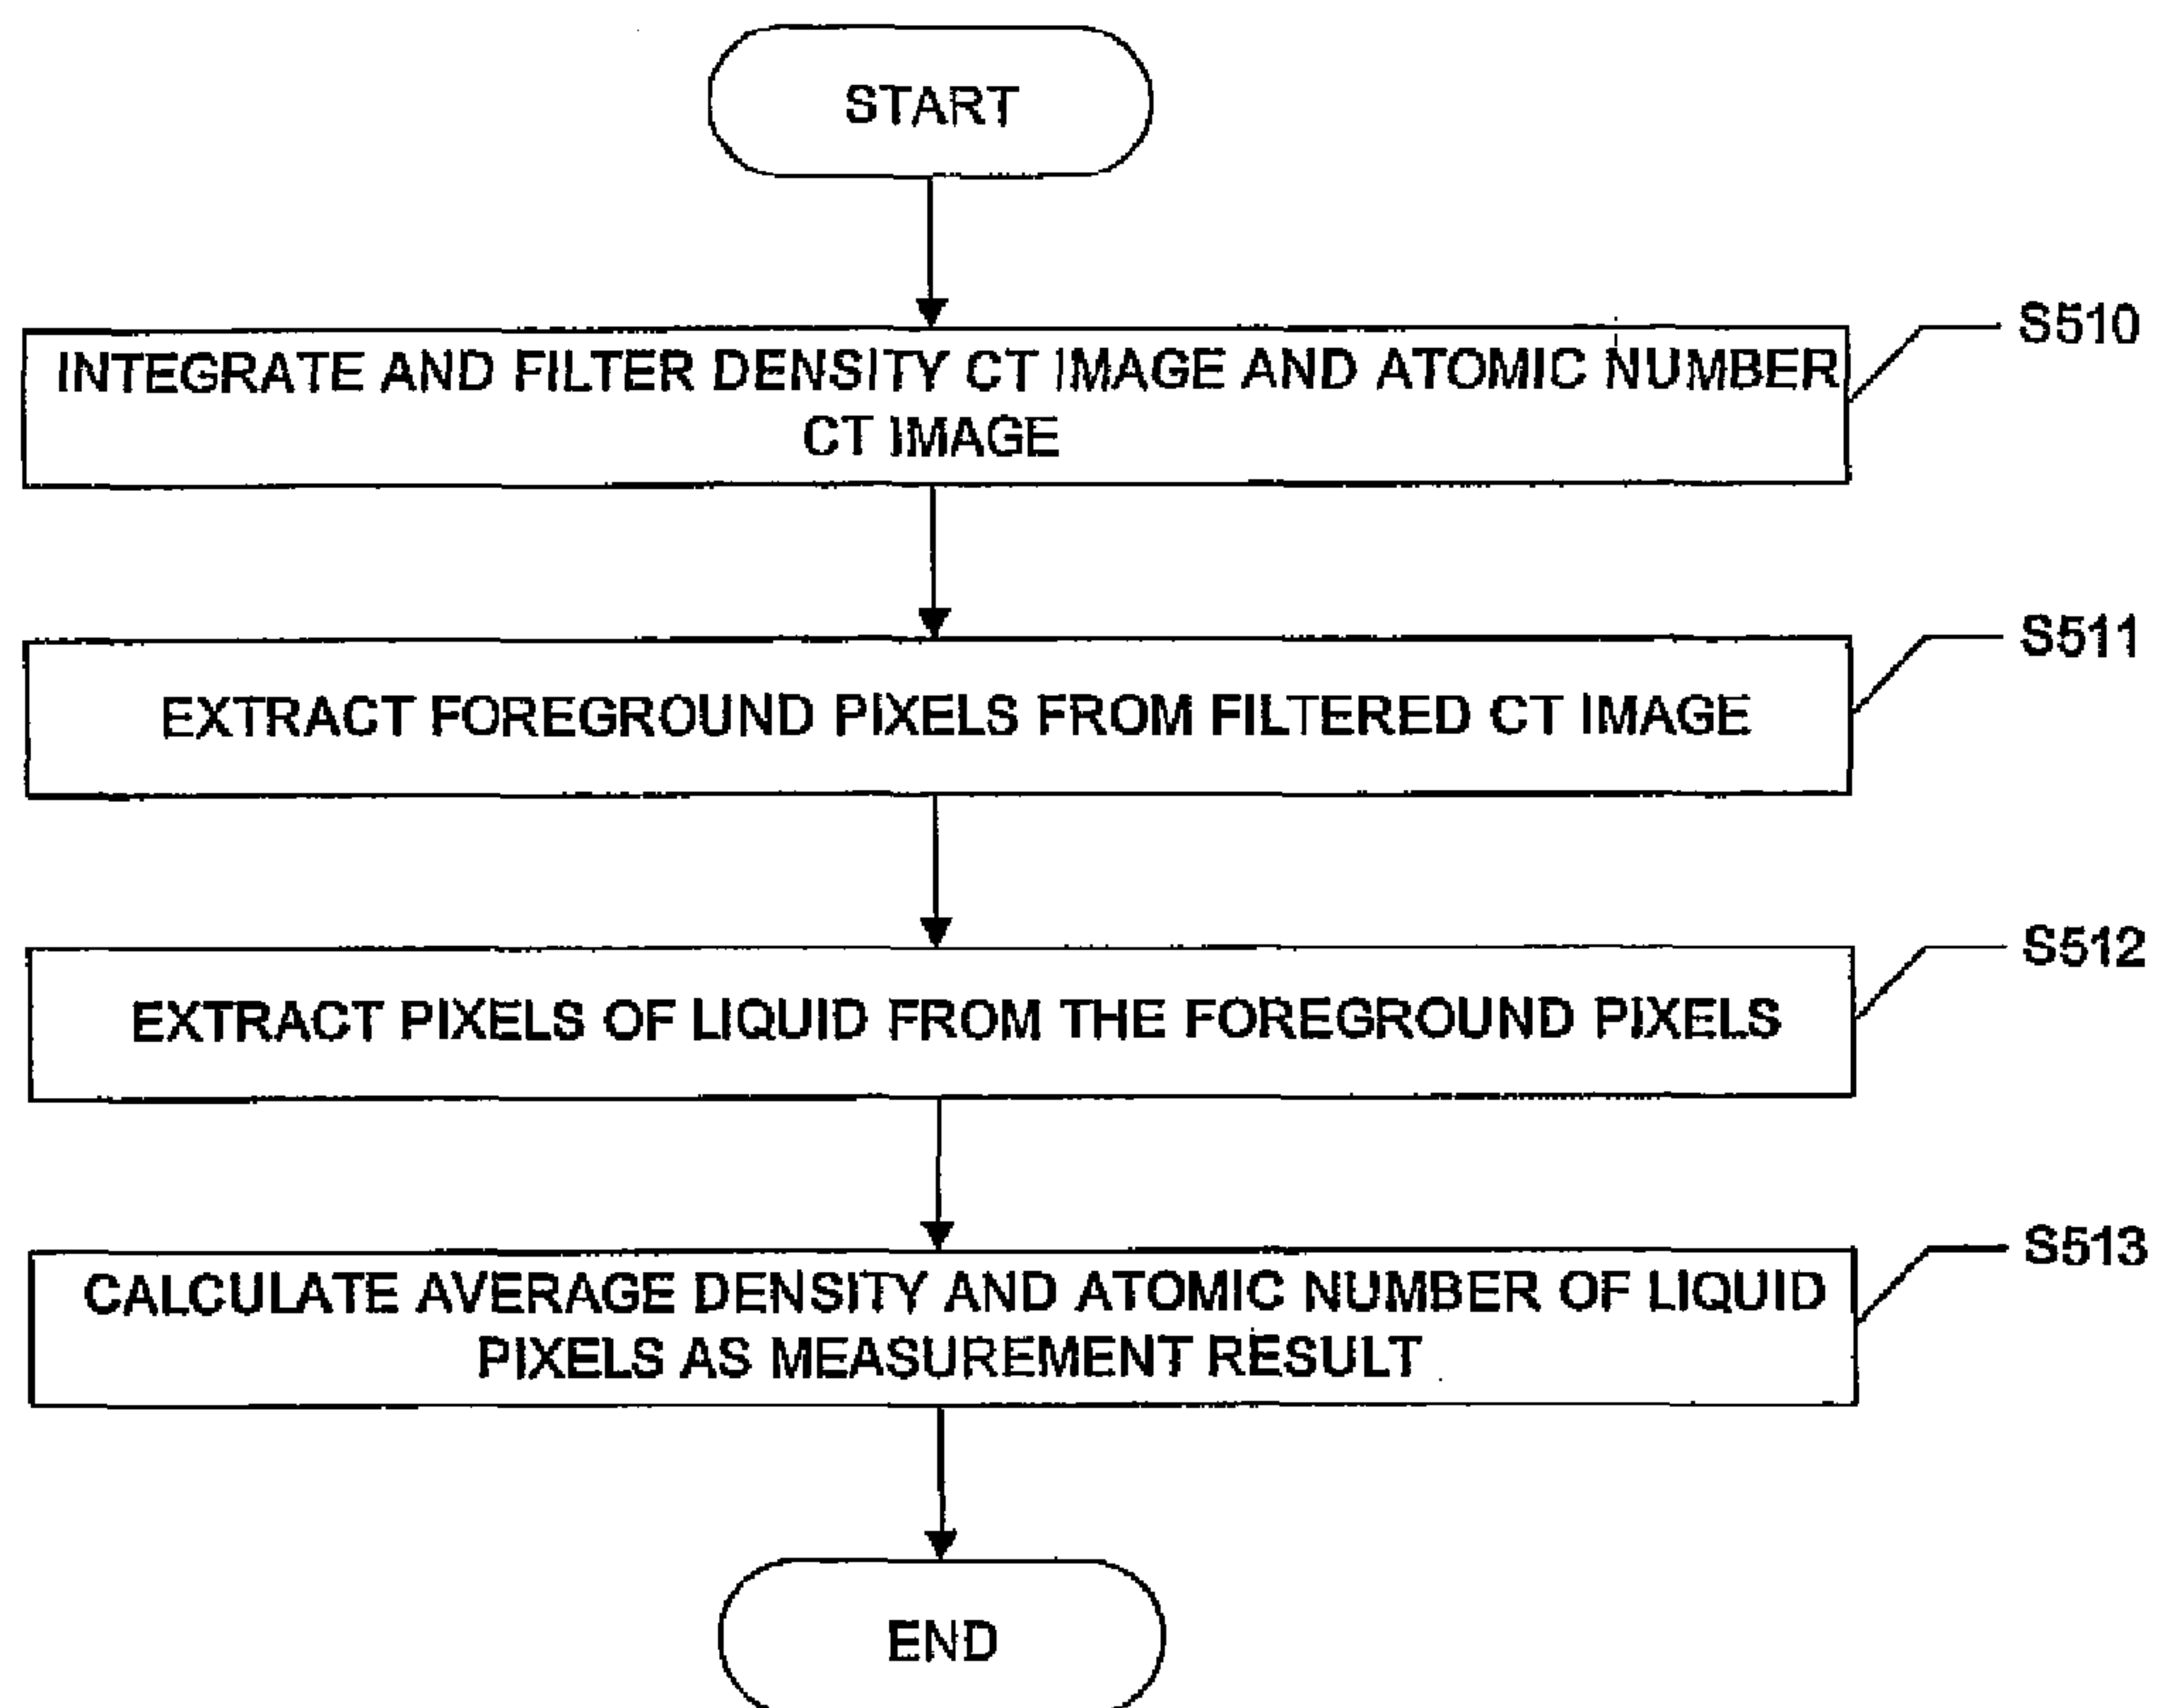 START
S510
INTEGRATE AND FILTER DENSITY CT IMAGE AND ATOMIC NUMBER
CT IMAGE
S511
EXTRACT FOREGROUND PIXELS FROM FILTERED CT IMAGE
S512
EXTRACT PIXELS OF LIQUID FROM THE FOREGROUND PIXELS
S513
CALCULATE AVERAGE DENSITY AND ATOMIC NUMBER OF LIQUID
PIXELS AS MEASUREMENT RESULT
END